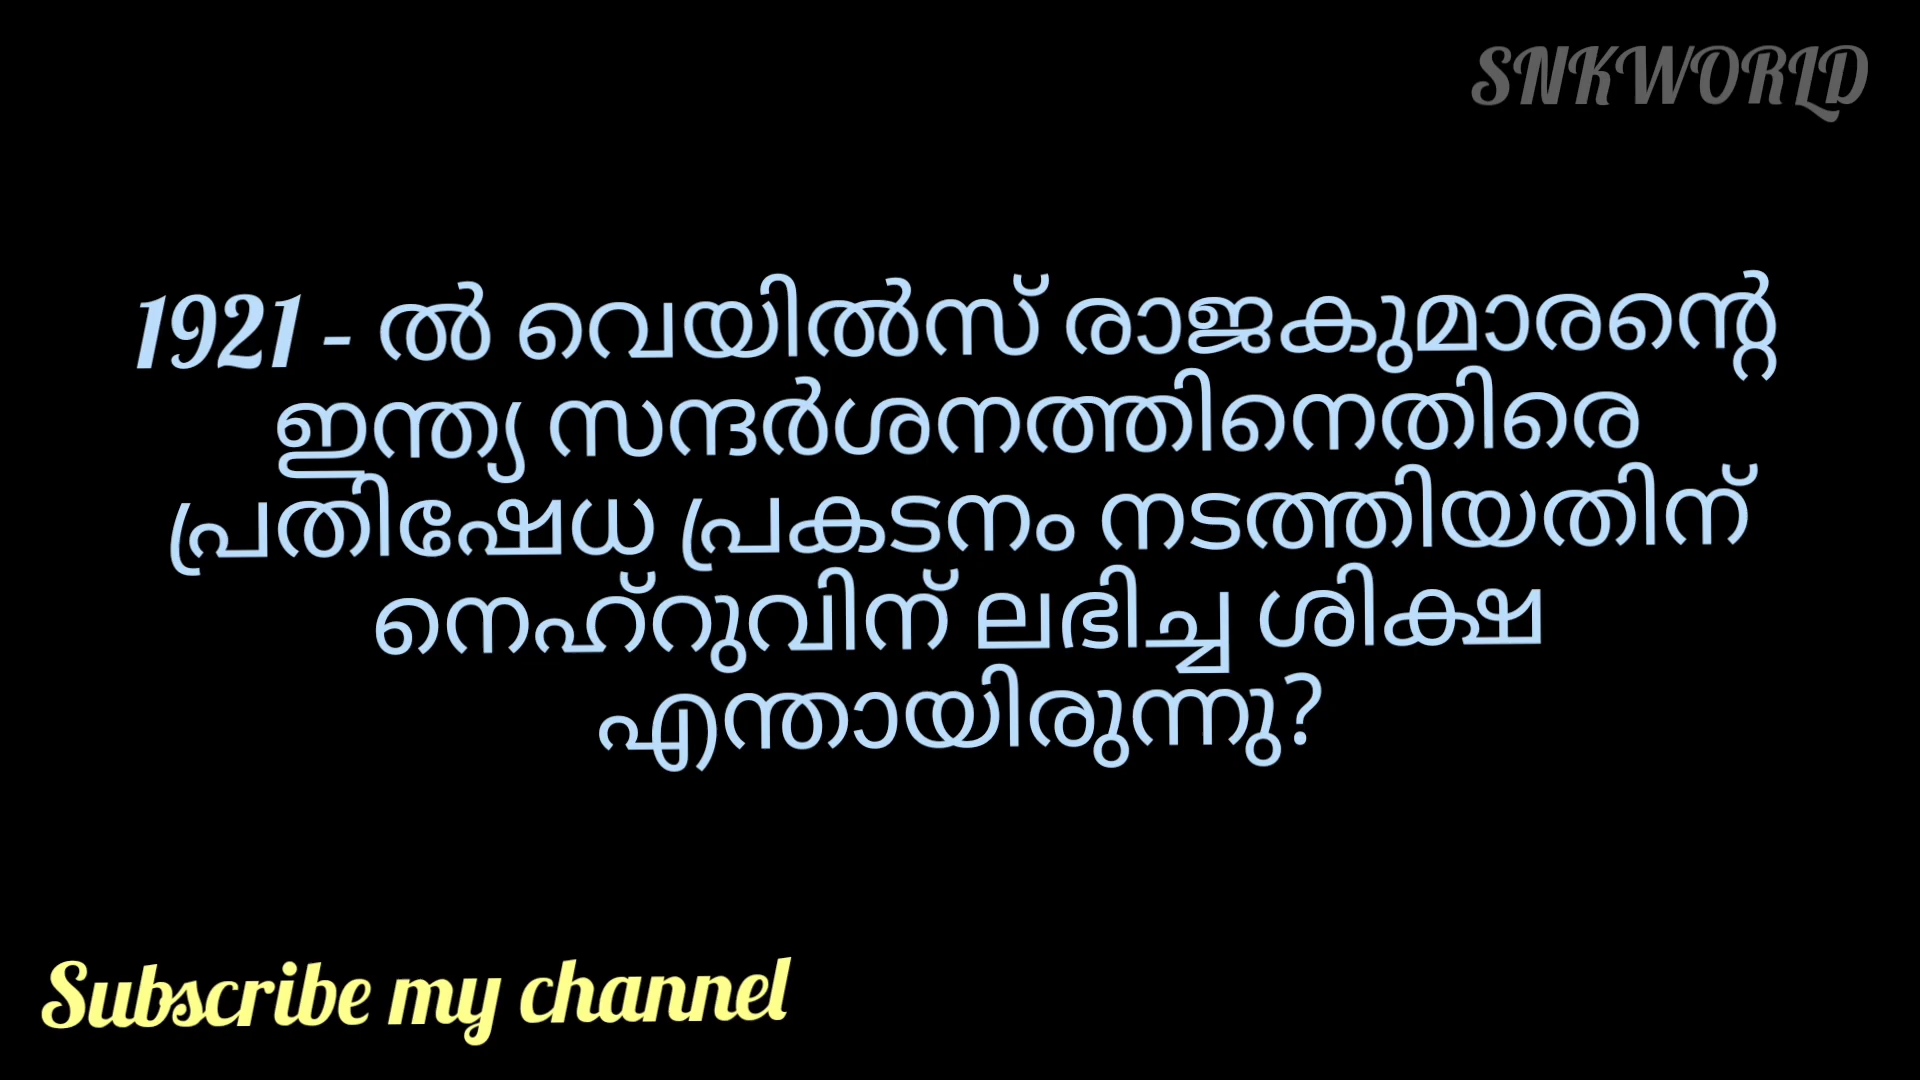 SNKWORLD
1921 - ൽ വെയിൽസ് രാജകുമാരന്റെ
ഇന്ത്യ സന്ദർശനത്തിനെതിരെ
പ്രതിഷേധ പ്രകടനം നടത്തിയതിന്
നെഹ്റുവിന് ലഭിച്ച ശിക്ഷ
എന്തായിരുന്നു?
Subscribe my channel